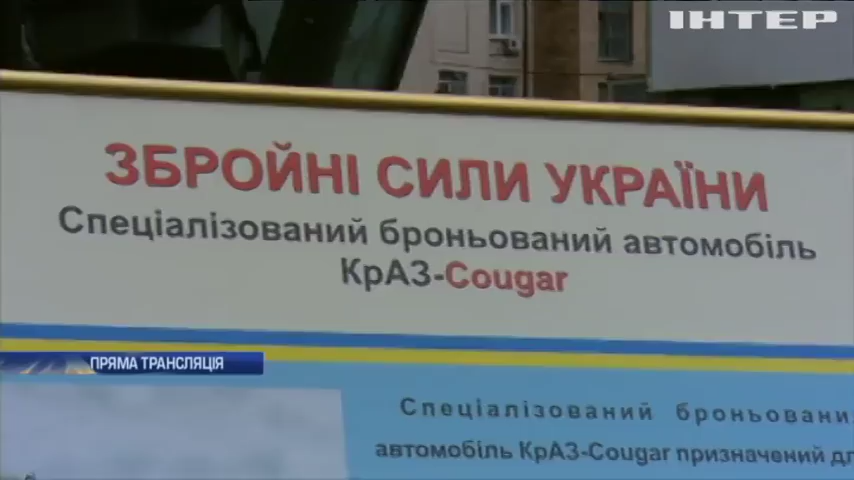 ІНТЕР
ЗБРОЙНІ СИЛИ УКРАЇНИ
Спеціалізований броньований автомобіль
КрАЗ-Cougar
ПРЯМА ТРАНСЛЯЦІЯ
Спеціалізований
автомобіль КрАЗ-Cougar призначений